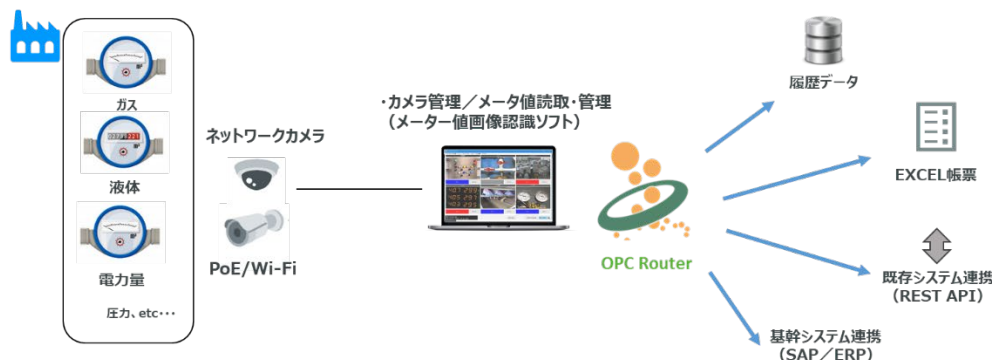 ガス
液体
電力量
圧力、etc・・・
ネットワークカメラ
PoE/Wi-Fi
・カメラ管理／メータ値読取・管理
（メーター値画像認識ソフト）
OPC Router
履歴データ
EXCEL帳票
既存システム連携
（REST API）
基幹システム連携
（SAP／ERP）